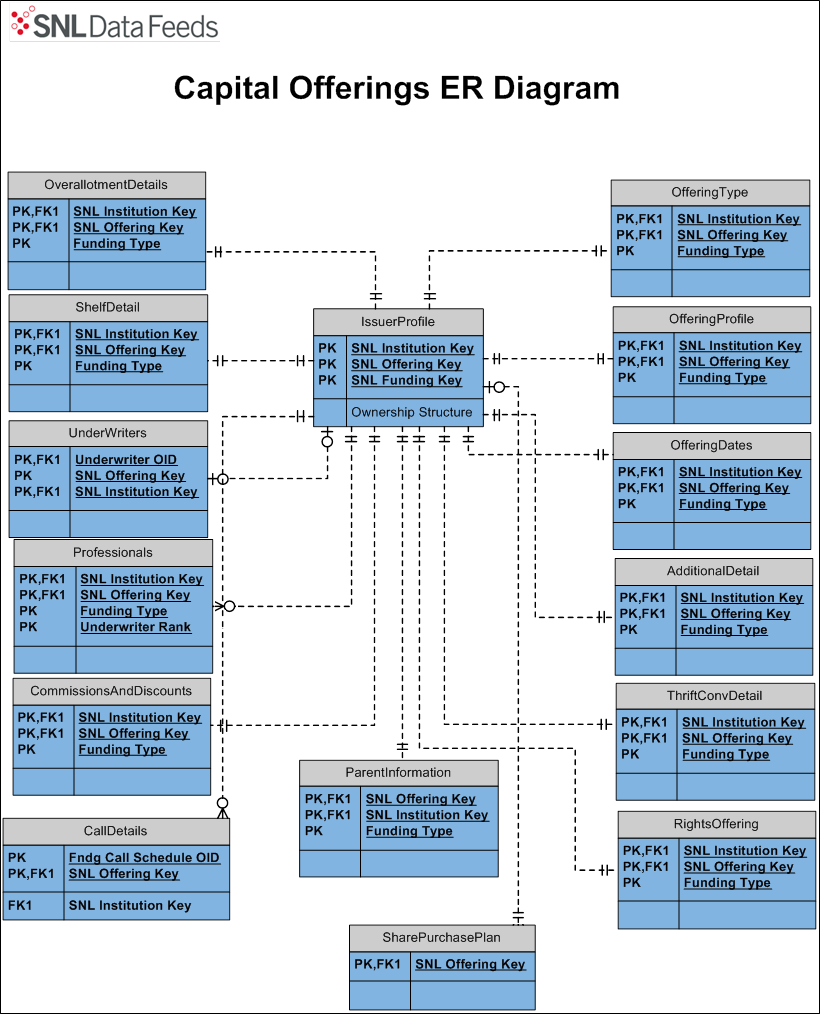 SNL Data Feeds
Capital Offerings ER Diagram
OverallotmentDetails
PK,FK1 SNL Institution Key
PK,FK1 SNL Offering Key
PK Funding Type
ShelfDetail
PK,FK1 SNL Institution Key
PK,FK1 SNL Offering Key
PK Funding Type
UnderWriters
PK,FK1 Underwriter OID
PK SNL Offering Key
PK,FK1 SNL Institution Key
Professionals
PK,FK1 SNL Institution Key
PK,FK1 SNL Offering Key
PK Funding Type
PK Underwriter Rank
CommissionsAndDiscounts
PK,FK1 SNL Institution Key
PK,FK1 SNL Offering Key
PK Funding Type
CallDetails
PK Fndg Call Schedule OID
PK,FK1 SNL Offering Key
FK1 SNL Institution Key
IssuerProfile
PK SNL Institution Key
PK SNL Offering Key
PK SNL Funding Key
Ownership Structure
ParentInformation
PK,FK1 SNL Offering Key
PK,FK1 SNL Institution Key
PK Funding Type
SharePurchasePlan
PK,FK1 SNL Offering Key
OfferingType
PK,FK1 SNL Institution Key
PK,FK1 SNL Offering Key
PK Funding Type
OfferingProfile
PK,FK1 SNL Institution Key
PK,FK1 SNL Offering Key
PK Funding Type
OfferingDates
PK,FK1 SNL Institution Key
PK,FK1 SNL Offering Key
PK Funding Type
AdditionalDetail
PK,FK1 SNL Institution Key
PK,FK1 SNL Offering Key
PK Funding Type
ThriftConvDetail
PK,FK1 SNL Institution Key
PK,FK1 SNL Offering Key
PK Funding Type
RightsOffering
PK,FK1 SNL Institution Key
PK,FK1 SNL Offering Key
PK Funding Type